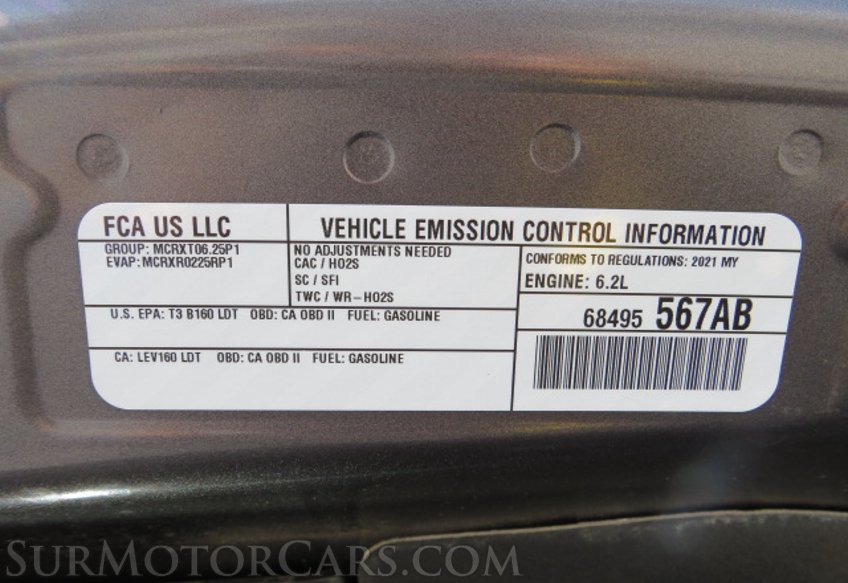 FCA US LLC
VEHICLE EMISSION CONTROL INFORMATION
GROUP: MCRXT06.25P1
EVAP: MCRXR0225RP1
NO ADJUSTMENTS NEEDED
CAC / HO2S
SC / SFI
TWC / WR-HO2S
CONFORMS TO REGULATIONS: 2021 MY
ENGINE: 6.2L
U.S. EPA: T3 B160 LDT OBD: CA OBD II FUEL: GASOLINE
68495 567AB
CA: LEV160 LDT OBD: CA OBD II FUEL: GASOLINE
SURMOTORCARS.COM